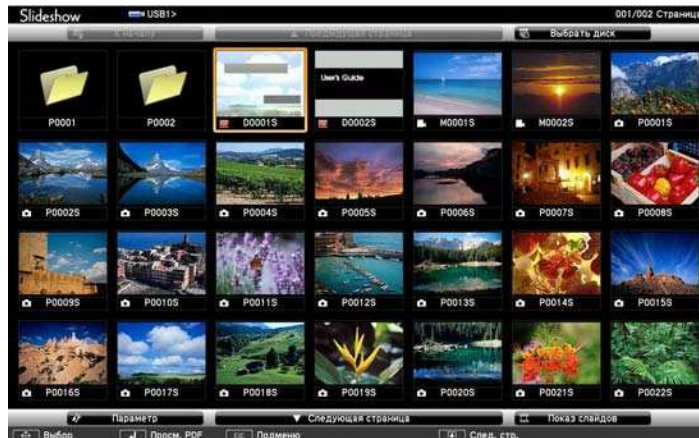 Slideshow USB1> 001/002 Страница
К началу ▲ Предыдущая страница Выбрать диск
P0001 P0002 D0001S D0002S M0001S M0002S P0001S
User's Guide
P0002S P0003S P0004S P0005S P0006S P0007S P0008S
P0009S P0010S P0011S P0012S P0013S P0014S P0015S
P0016S P0017S P0018S P0019S P0020S P0021S P0022S
Параметр ▼ Следующая страница Показ слайдов
Выбор Просм. PDF ESC Подменю След. стр.